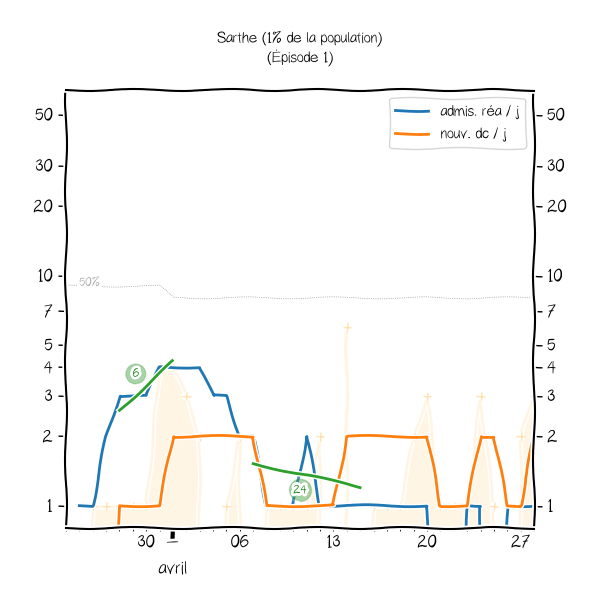 Sarthe (1% de la population)
(Épisode 1)
admis. réa / j
nouv. dc / j
50 50
30 30
20 20
10 10
50%
7 7
5 5
4 4
3 3
2 2
1 1
6
24
30 1 06 13 20 27
avril